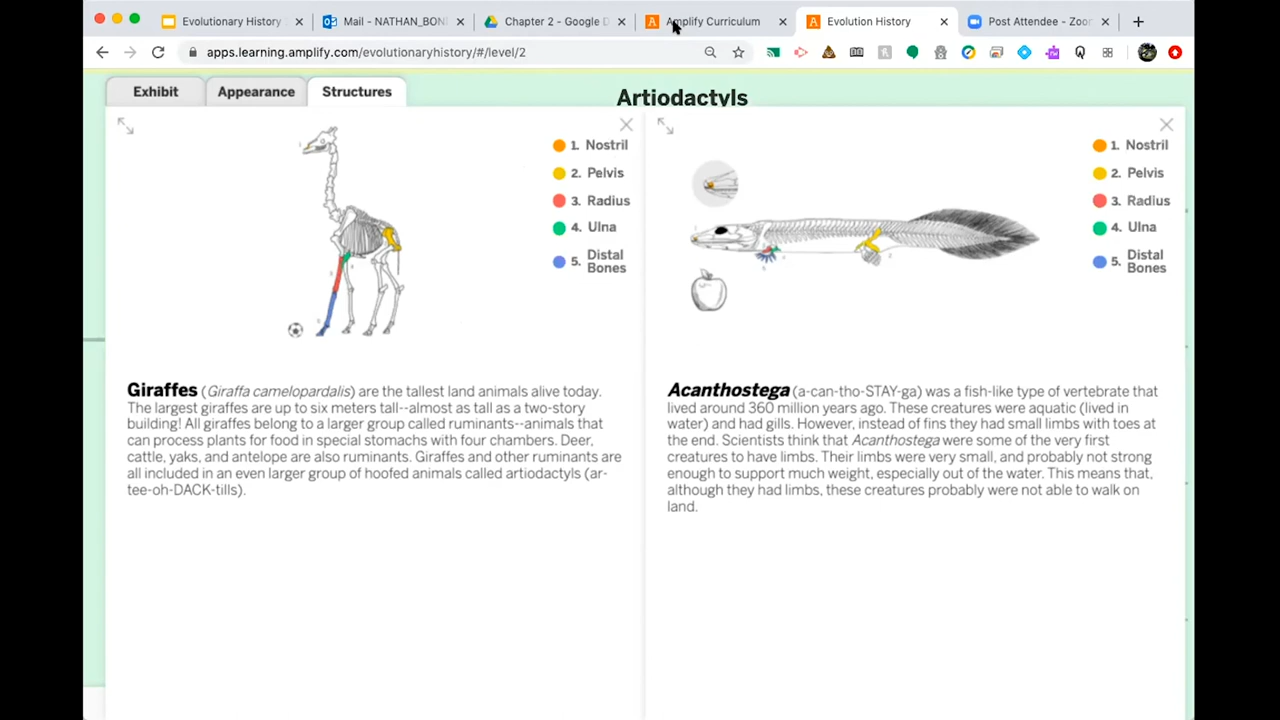 Evolutionary History
Mail - NATHAN_BON
Chapter 2 - Google D
Amplify Curriculum
Evolution History
Post Attendee - Zoo
apps.learning.amplify.com/evolutionaryhistory/#/level/2
Exhibit
Appearance
Structures
Artiodactyls
1. Nostril
2. Pelvis
3. Radius
4. Ulna
5. Distal
Bones
Giraffes (Giraffa camelopardalis) are the tallest land animals alive today.
The largest giraffes are up to six meters tall--almost as tall as a two-story
building! All giraffes belong to a larger group called ruminants--animals that
can process plants for food in special stomachs with four chambers. Deer,
cattle, yaks, and antelope are also ruminants. Giraffes and other ruminants are
all included in an even larger group of hoofed animals called artiodactyls (ar-
tee-oh-DACK-tills).
1. Nostril
2. Pelvis
3. Radius
4. Ulna
5. Distal
Bones
Acanthostega (a-can-tho-STAY-ga) was a fish-like type of vertebrate that
lived around 360 million years ago. These creatures were aquatic (lived in
water) and had gills. However, instead of fins they had small limbs with toes at
the end. Scientists think that Acanthostega were some of the very first
creatures to have limbs. Their limbs were very small, and probably not strong
enough to support much weight, especially out of the water. This means that,
although they had limbs, these creatures probably were not able to walk on
land.